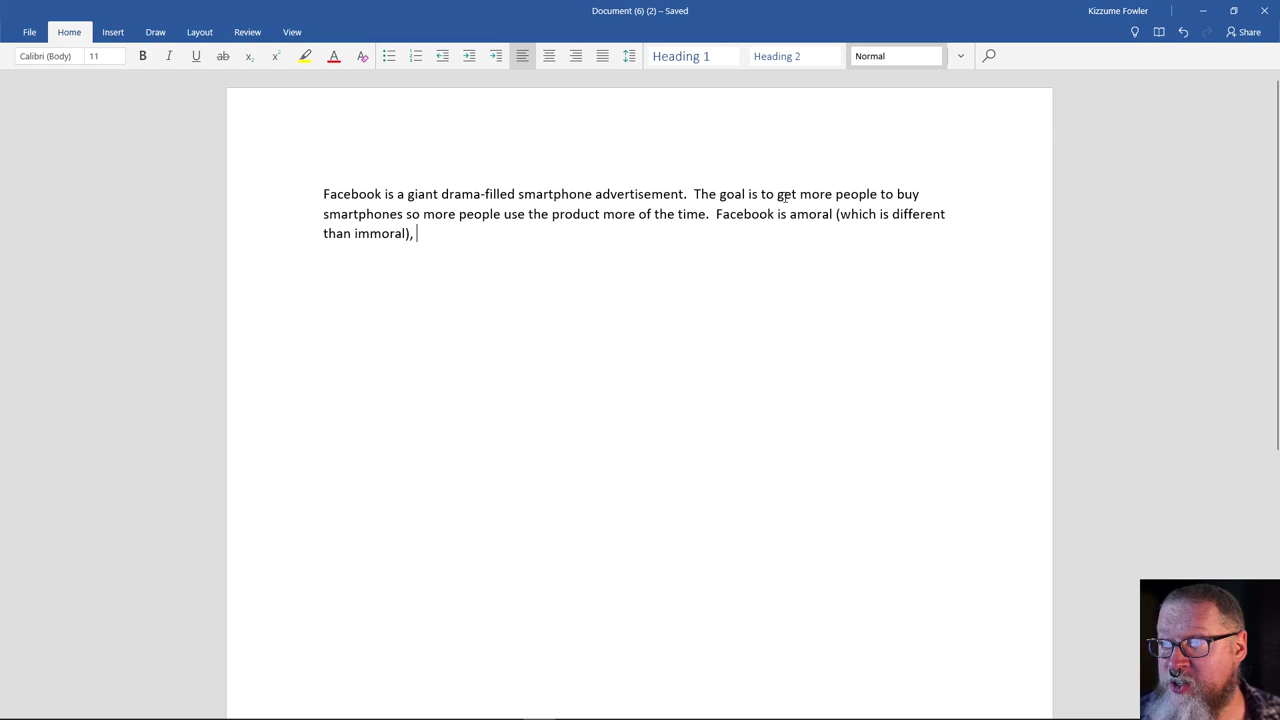 Document (6) (2) – Saved
Kizzume Fowler
File Home Insert Draw Layout Review View
Share
Calibri (Body) 11 B I U ab x₂ x² A A Heading 1 Heading 2 Normal
Facebook is a giant drama-filled smartphone advertisement.  The goal is to get more people to buy
smartphones so more people use the product more of the time.  Facebook is amoral (which is different
than immoral),